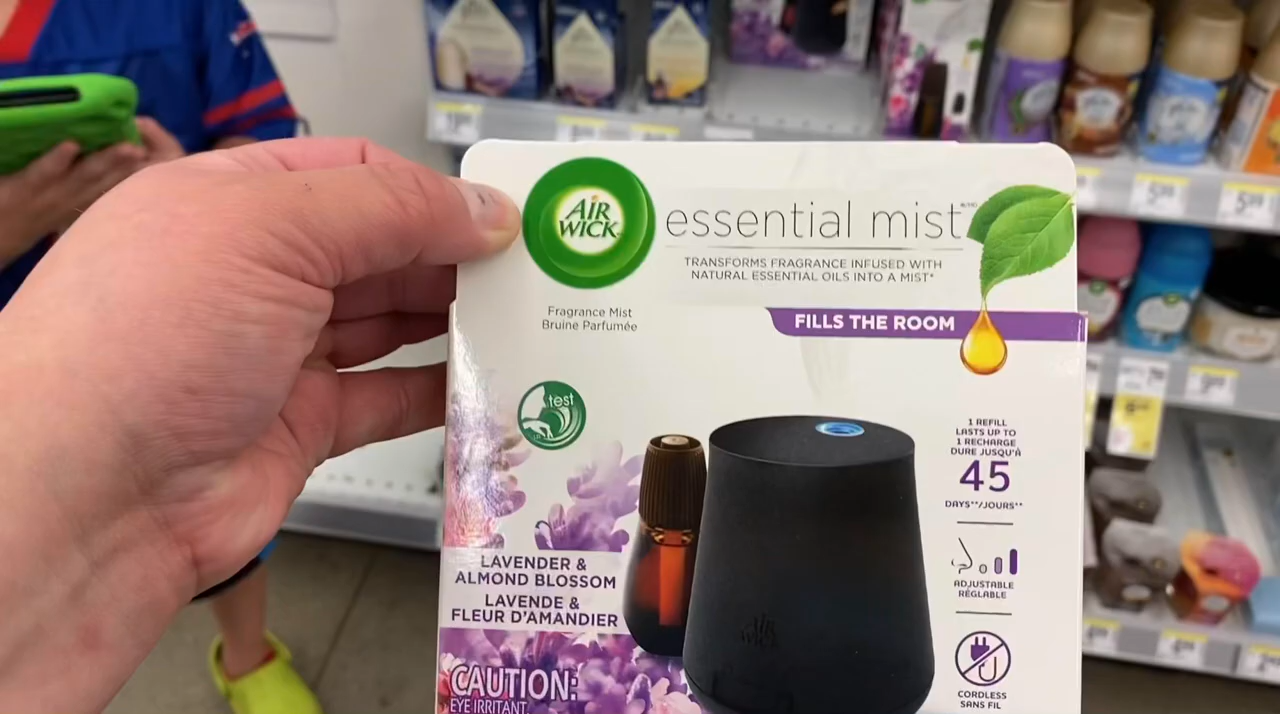 AIR
WICK
essential mist
TRANSFORMS FRAGRANCE INFUSED WITH
NATURAL ESSENTIAL OILS INTO A MIST*
Fragrance Mist
Bruine Parfumée
FILLS THE ROOM
test
1 REFILL
LASTS UP TO
1 RECHARGE
DURE JUSQU'À
45
DAYS**/JOURS**
ADJUSTABLE
RÉGLABLE
CORDLESS
SANS FIL
LAVENDER &
ALMOND BLOSSOM
LAVENDE &
FLEUR D'AMANDIER
AIR
WICK
CAUTION:
EYE IRRITANT